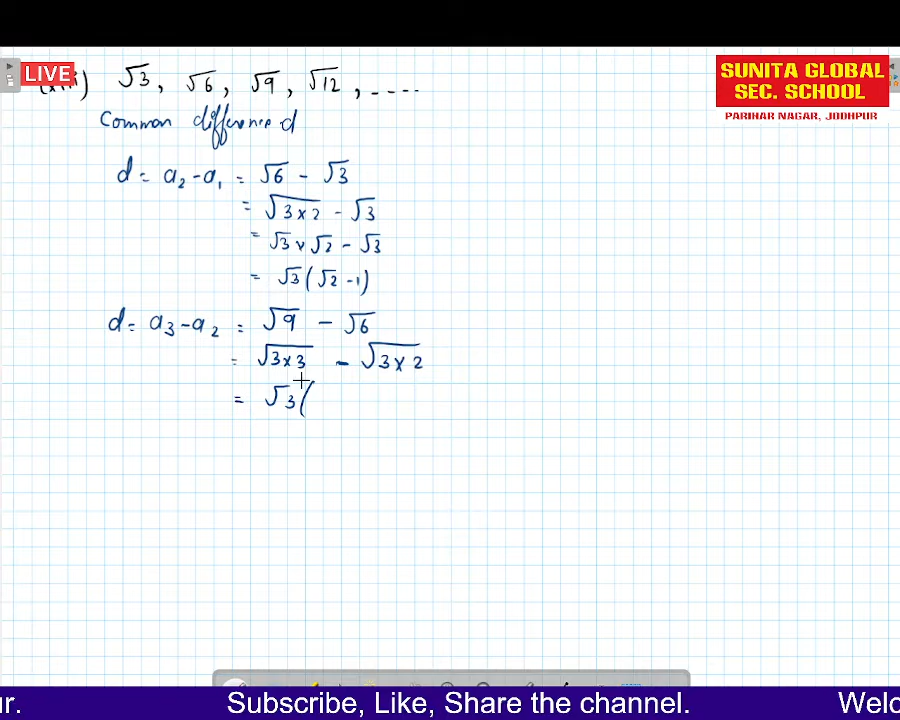 LIVE
(xiii) √3, √6, √9, √12, ....
SUNITA GLOBAL
SEC. SCHOOL
PARIHAR NAGAR, JODHPUR
Common difference d
d = a₂ - a₁ = √6 - √3
= √3×2 - √3
= √3 × √2 - √3
= √3(√2 - 1)
d = a₃ - a₂ = √9 - √6
= √3×3 - √3×2
= √3(
ur. Subscribe, Like, Share the channel. Welc